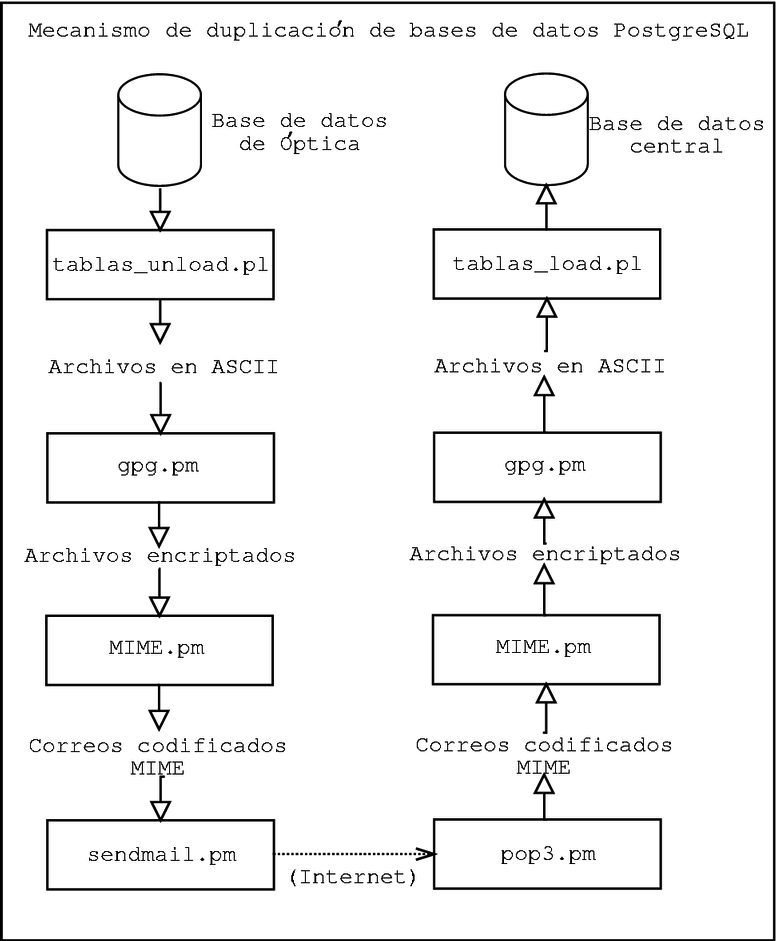 Mecanismo de duplicación de bases de datos PostgreSQL
Base de datos
de Óptica
tablas_unload.pl
Archivos en ASCII
gpg.pm
Archivos encriptados
MIME.pm
Correos codificados
MIME
sendmail.pm
(Internet)
pop3.pm
Correos codificados
MIME
MIME.pm
Archivos encriptados
gpg.pm
Archivos en ASCII
tablas_load.pl
Base de datos
central